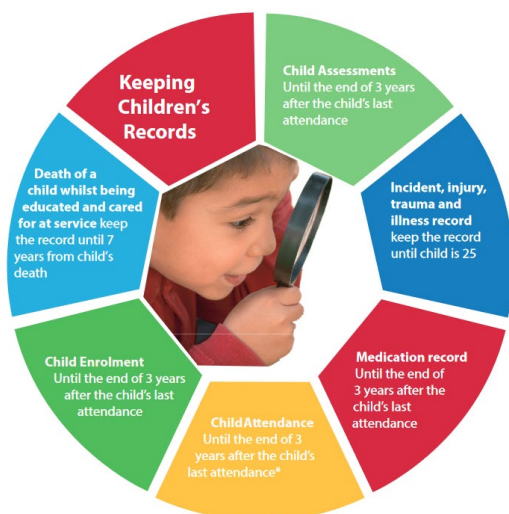 Keeping
Children's
Records
Child Assessments
Until the end of 3 years
after the child's last
attendance
Incident, injury,
trauma and
illness record
keep the record
until child is 25
Medication record
Until the end of
3 years after the
child's last
attendance
Child Attendance
Until the end of 3
years after the child's
last attendance*
Child Enrolment
Until the end of 3 years
after the child's last
attendance
Death of a
child whilst being
educated and cared
for at service keep
the record until 7
years from child's
death